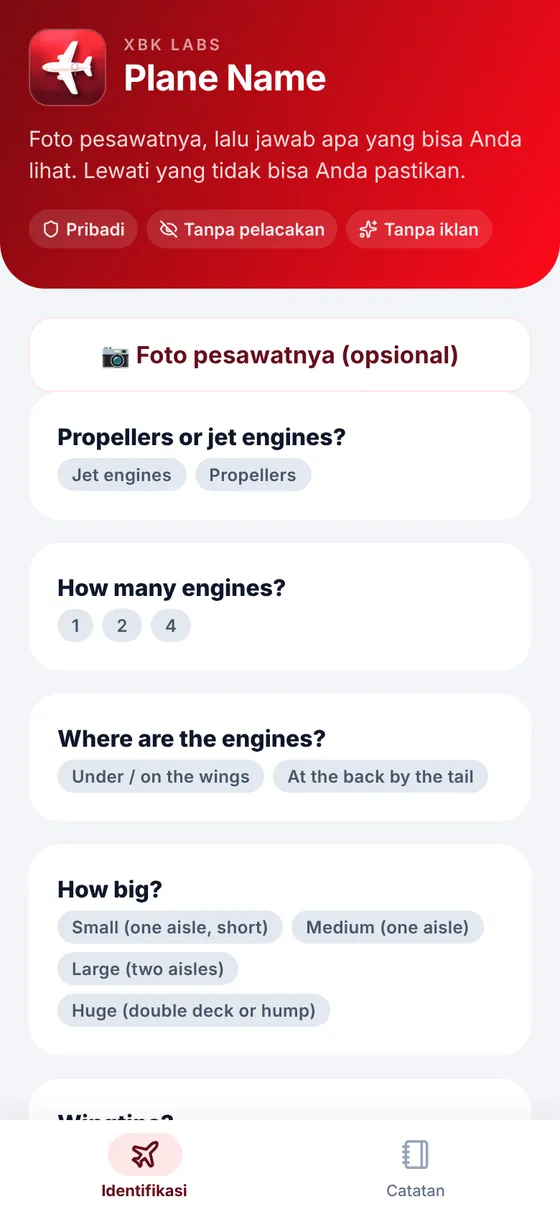 XBK LABS
Plane Name
Foto pesawatnya, lalu jawab apa yang bisa Anda
lihat. Lewati yang tidak bisa Anda pastikan.
Pribadi
Tanpa pelacakan
Tanpa iklan
📷 Foto pesawatnya (opsional)
Propellers or jet engines?
Jet engines
Propellers
How many engines?
1
2
4
Where are the engines?
Under / on the wings
At the back by the tail
How big?
Small (one aisle, short)
Medium (one aisle)
Large (two aisles)
Huge (double deck or hump)
Wingtips?
Identifikasi
Catatan